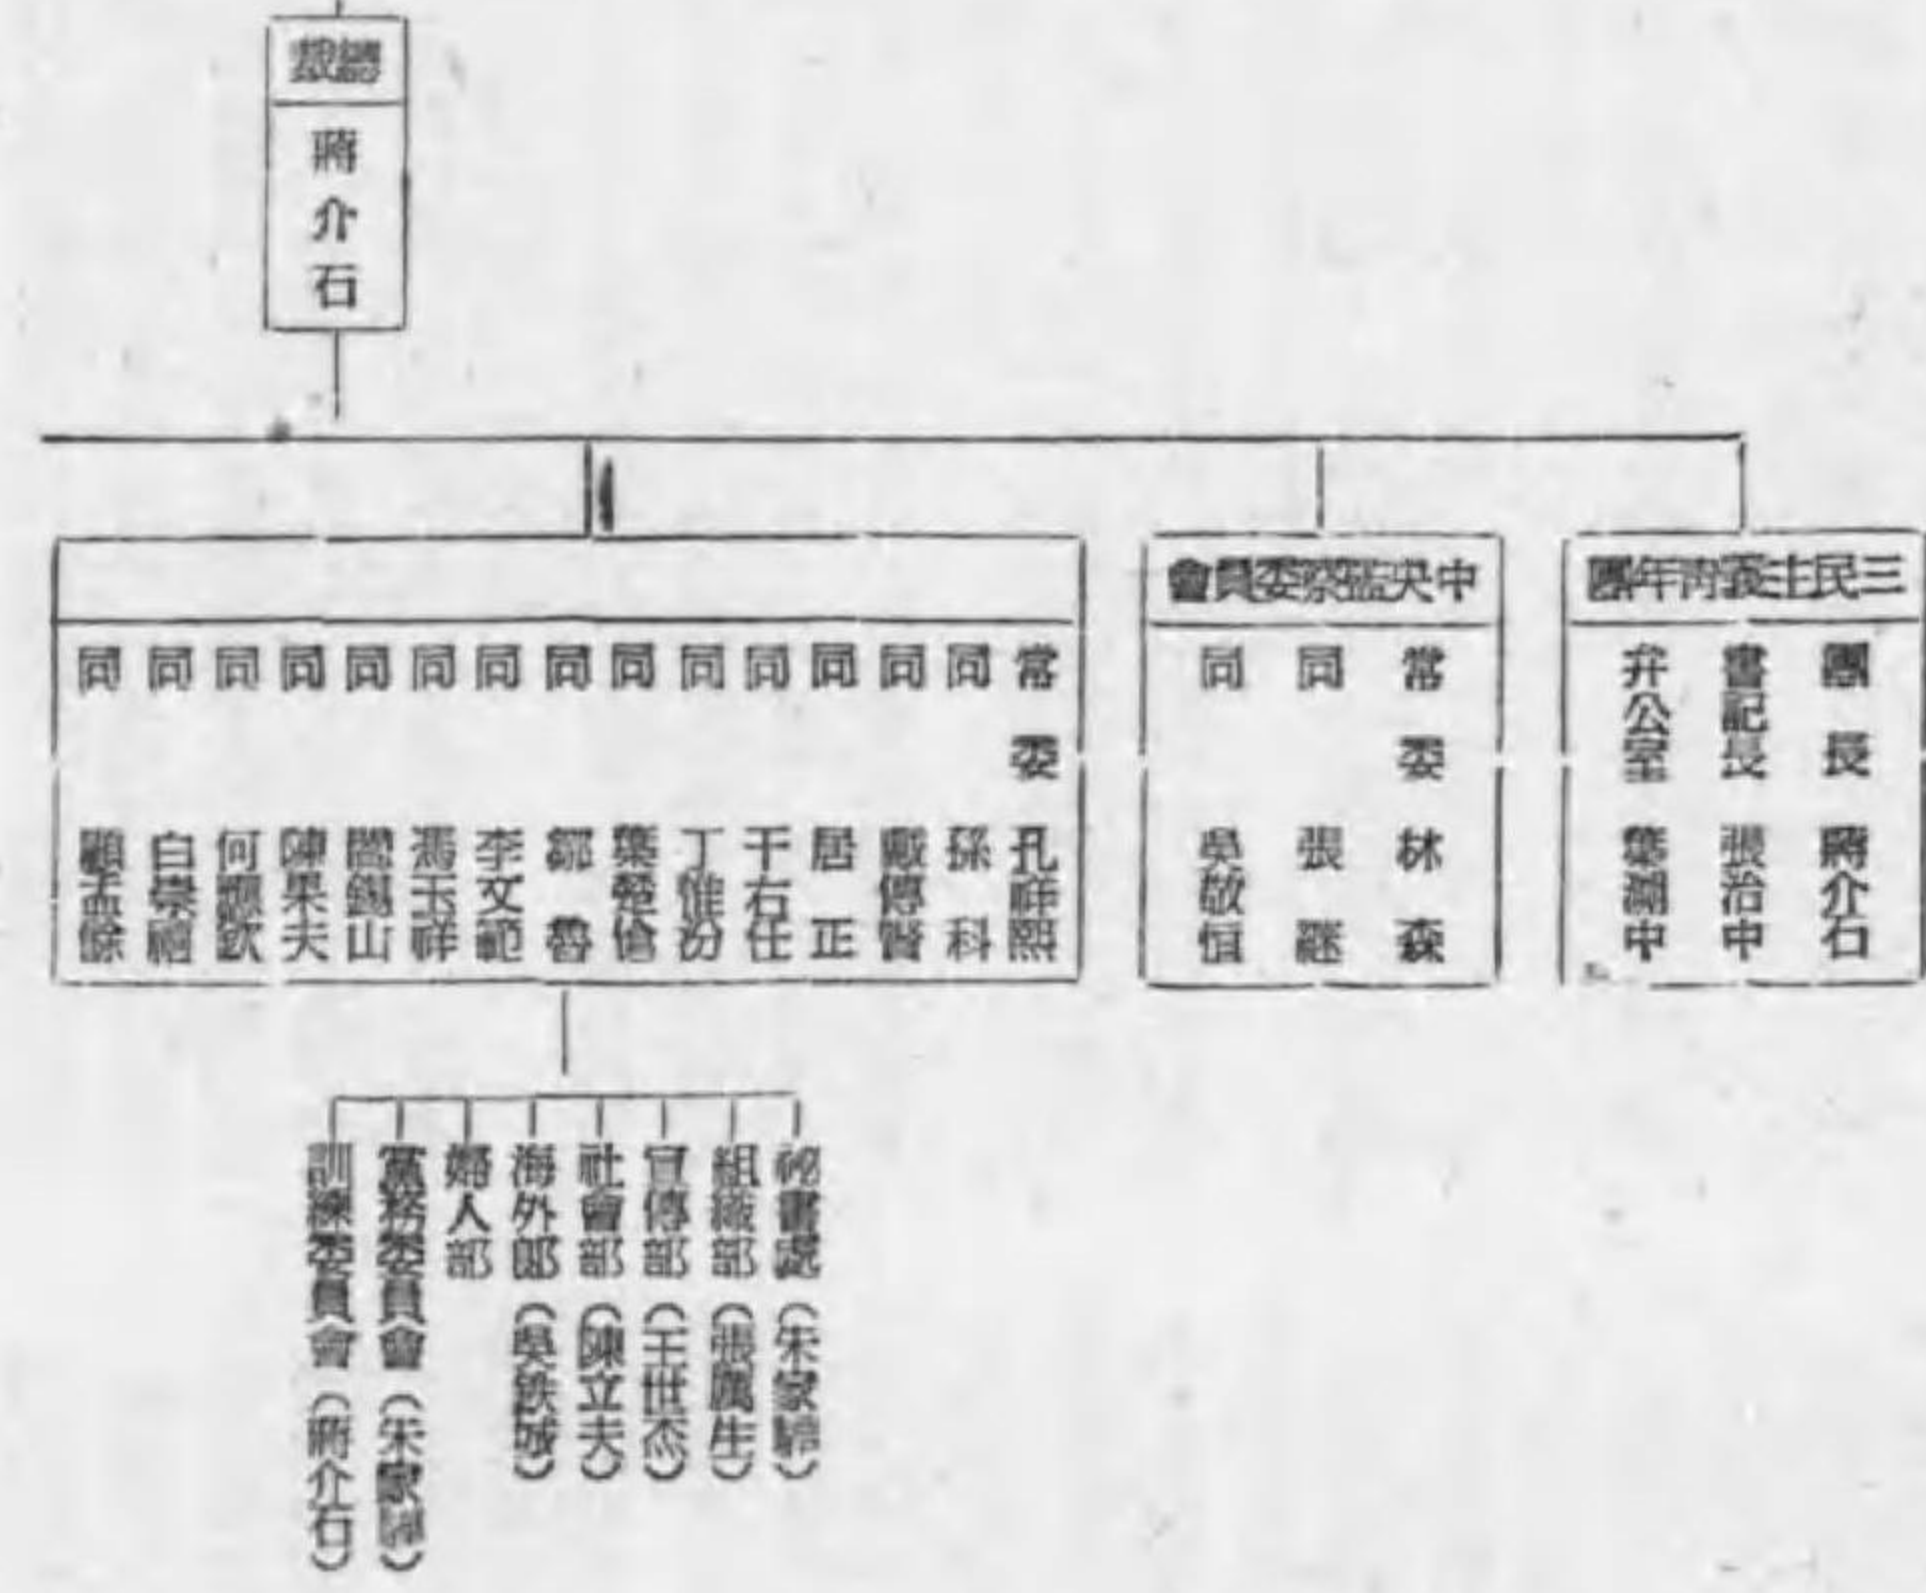 總裁
蔣介石
三民主義青年團
團長 蔣介石
書記長 張治中
弁公室 葉溯中
中央監察委員會
常委 林森
同 張繼
同 吳敬恒
常委 孔祥熙
同 孫科
同 戴傳賢
同 居正
同 于右任
同 丁惟汾
同 葉楚傖
同 鄒魯
同 李文範
同 馮玉祥
同 閻錫山
同 陳果夫
同 何應欽
同 白崇禧
同 顧孟餘
祕書處（朱家驊）
組織部（張厲生）
宣傳部（王世杰）
社會部（陳立夫）
海外部（吳鉄城）
婦人部
黨務委員會（朱家驊）
訓練委員會（蔣介石）